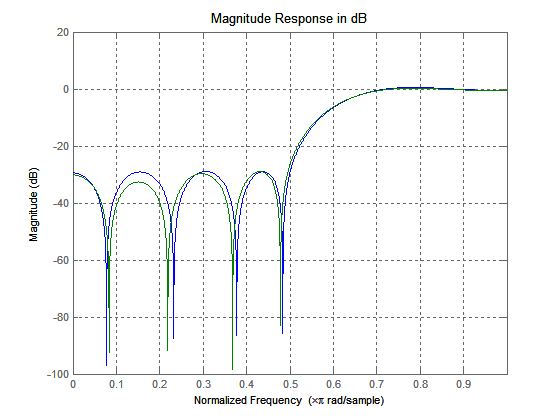 Magnitude Response in dB
20
0
-20
-40
-60
-80
-100
Magnitude (dB)
0 0.1 0.2 0.3 0.4 0.5 0.6 0.7 0.8 0.9
Normalized Frequency (×π rad/sample)